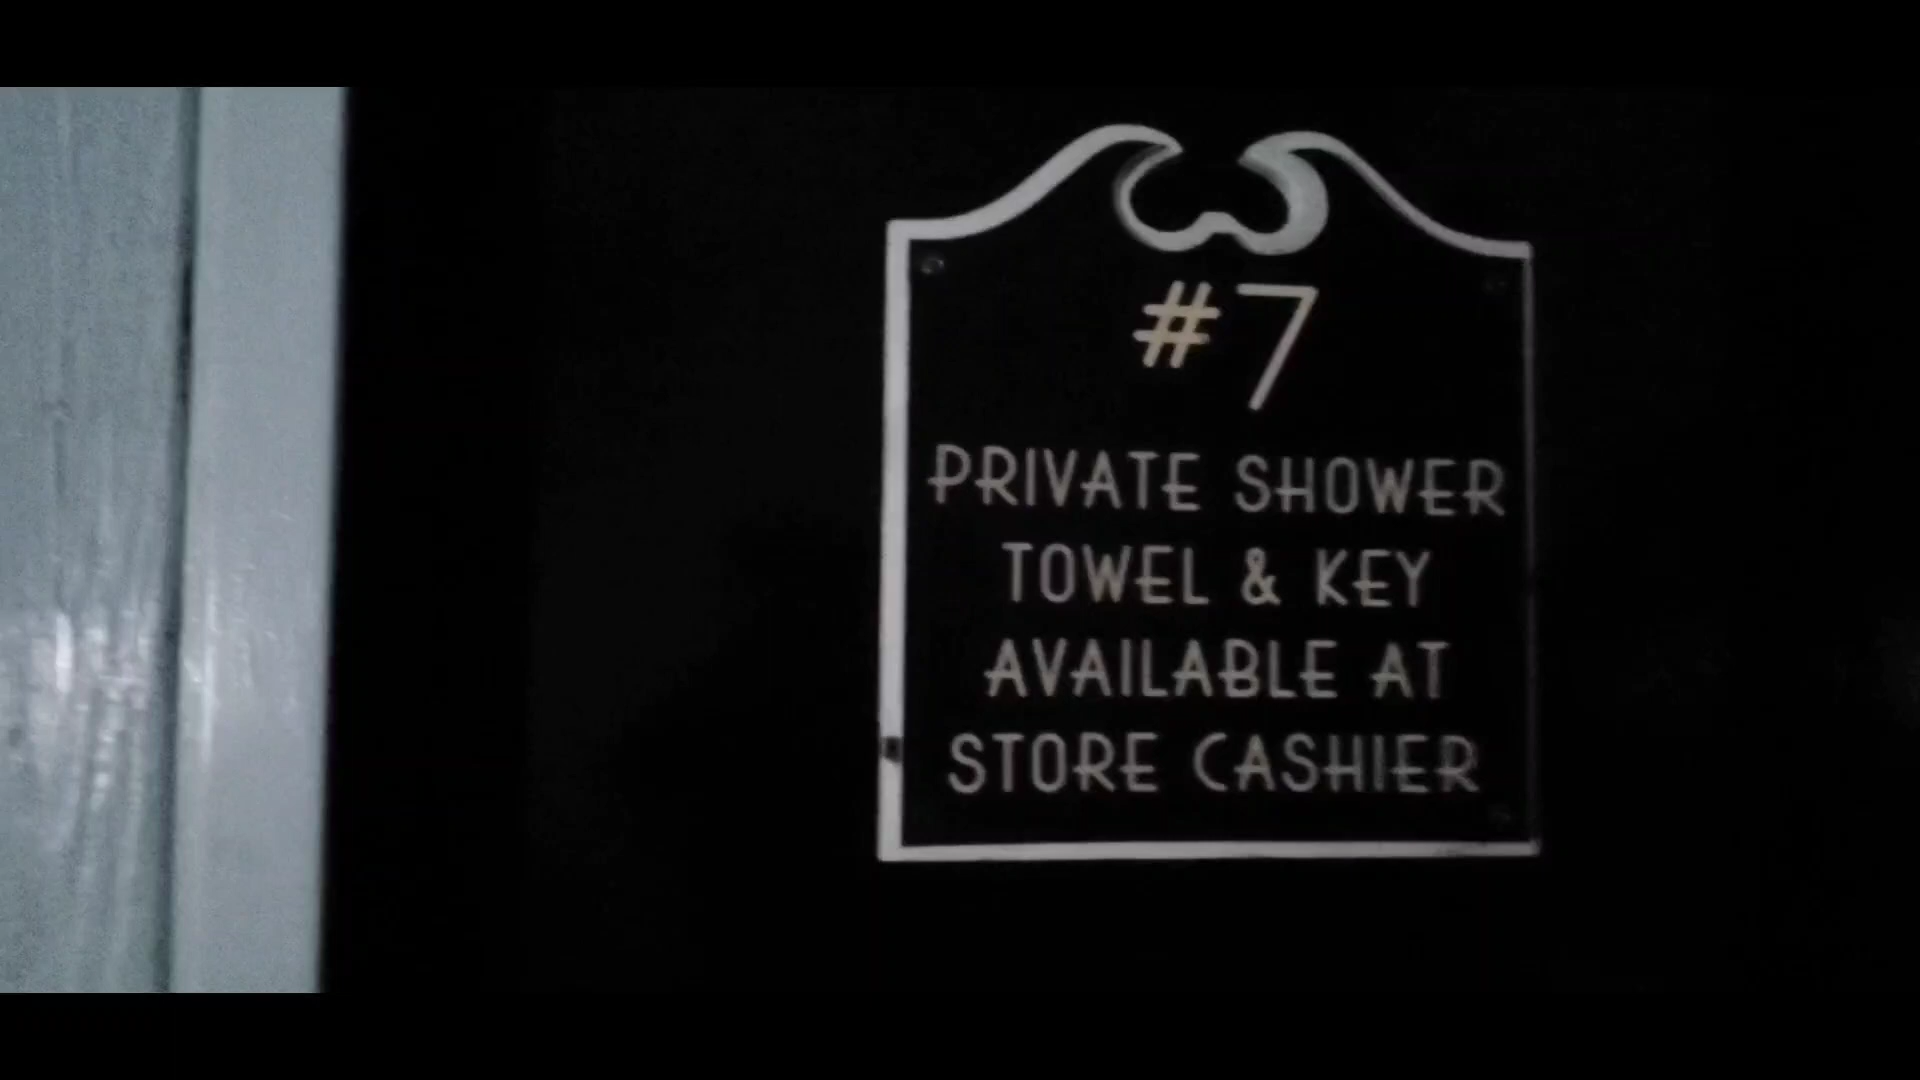 #7
PRIVATE SHOWER
TOWEL & KEY
AVAILABLE AT
STORE CASHIER